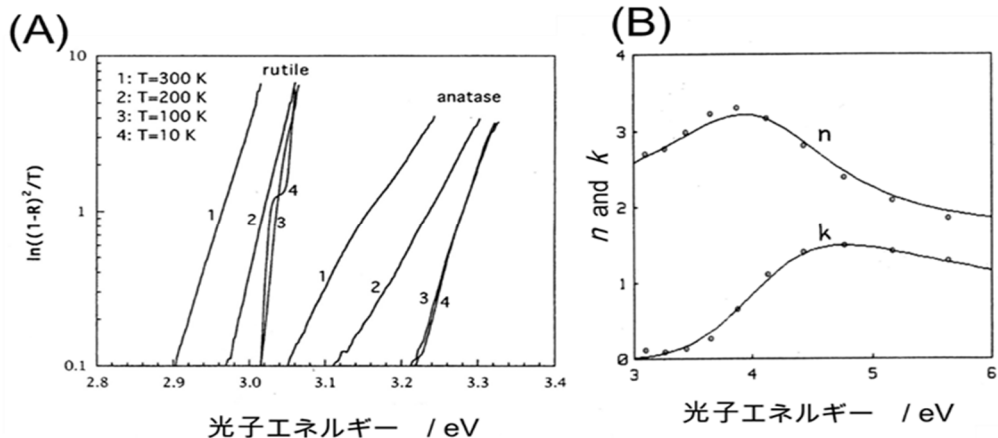 (A)
10
1
0.1
ln((1-R)²/T)
1: T=300 K
2: T=200 K
3: T=100 K
4: T=10 K
rutile
anatase
1
2
4
3
1
2
3
4
2.8
2.9
3.0
3.1
3.2
3.3
3.4
光子エネルギー /eV
(B)
4
3
2
1
0
n and k
n
k
3
4
5
6
光子エネルギー /eV